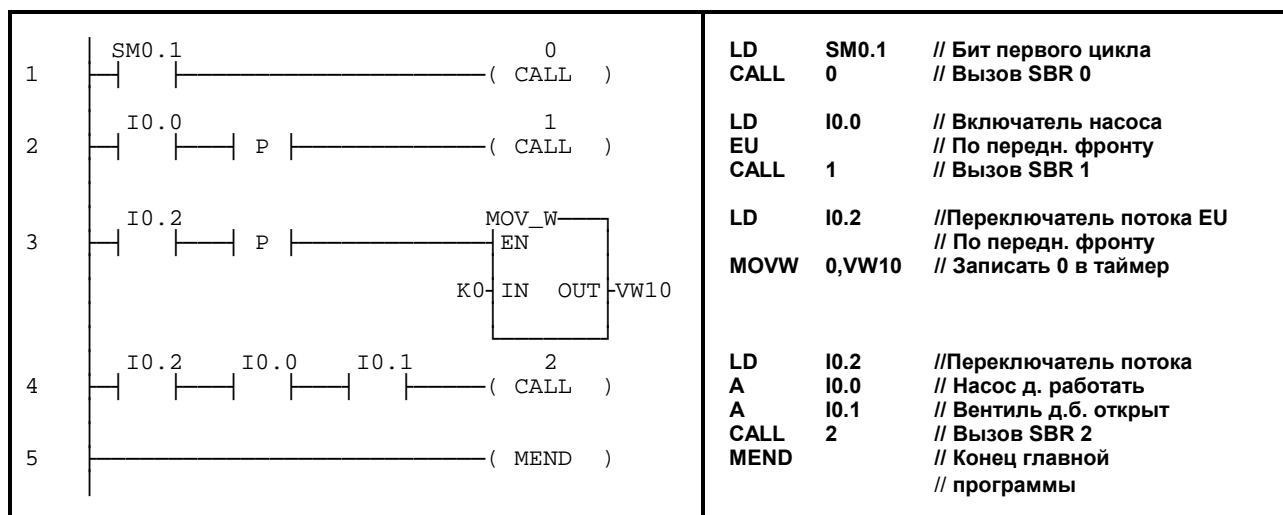 SM0.1 0
1 ( CALL )
I0.0 1
2 P ( CALL )
I0.2 MOV_W
3 P EN
K0 IN OUT VW10
I0.2 I0.0 I0.1 2
4 ( CALL )
5 ( MEND )
LD SM0.1 // Бит первого цикла
CALL 0 // Вызов SBR 0
LD I0.0 // Включатель насоса
EU // По передн. фронту
CALL 1 // Вызов SBR 1
LD I0.2 //Переключатель потока EU
// По передн. фронту
MOVW 0,VW10 // Записать 0 в таймер
LD I0.2 //Переключатель потока
A I0.0 // Насос д. работать
A I0.1 // Вентиль д.б. открыт
CALL 2 // Вызов SBR 2
MEND // Конец главной
// программы